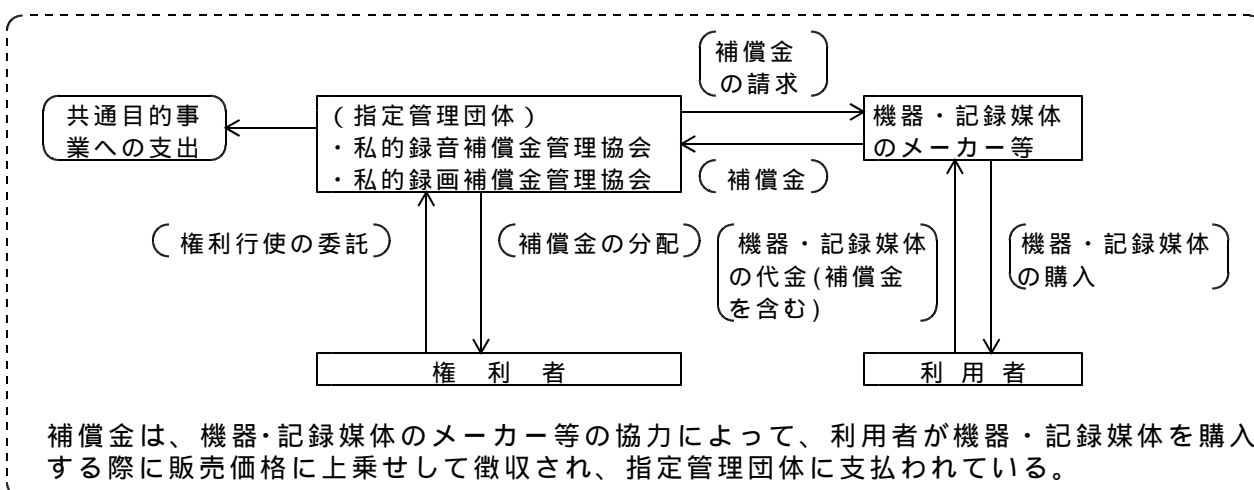 補償金
の請求
共通目的事
業への支出
(指定管理団体)
・私的録音補償金管理協会
・私的録画補償金管理協会
機器・記録媒体
のメーカー等
補償金
権利行使の委託
補償金の分配
機器・記録媒体
の代金(補償金
を含む)
機器・記録媒体
の購入
権利者
利用者
補償金は、機器・記録媒体のメーカー等の協力によって、利用者が機器・記録媒体を購入
する際に販売価格に上乗せして徴収され、指定管理団体に支払われている。